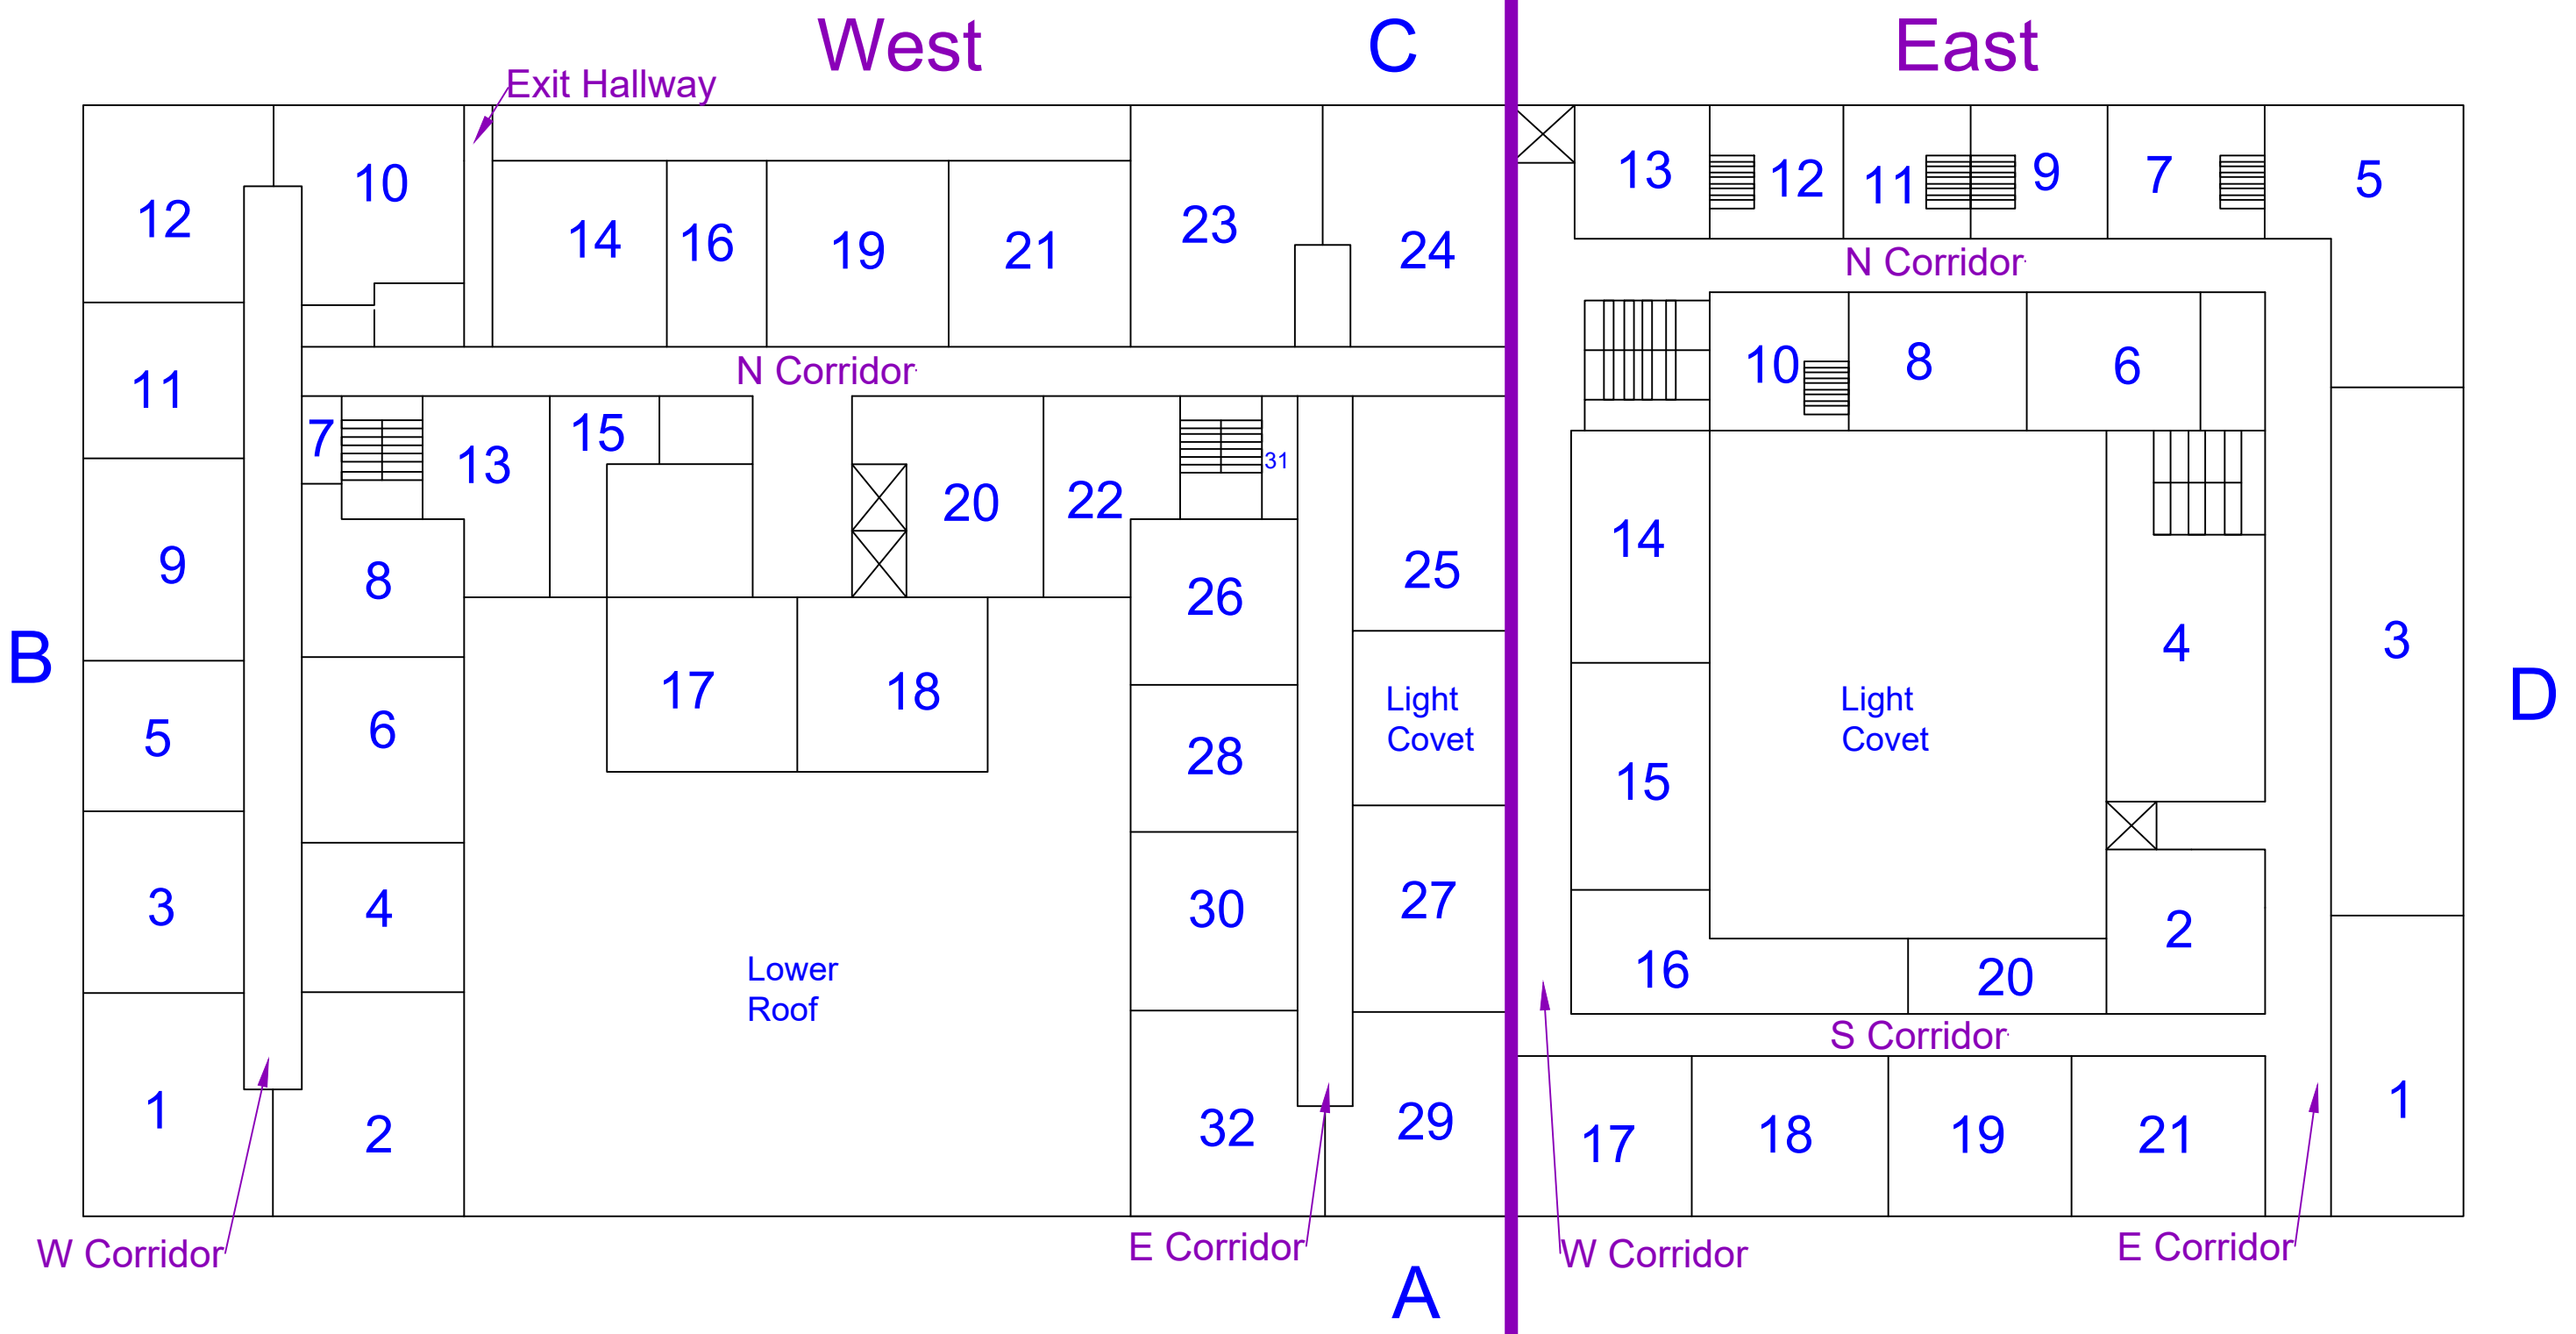 West
C
East
Exit Hallway
12
10
14
16
19
21
23
24
13
12
11
9
7
5
N Corridor
N Corridor
11
7
13
15
20
22
31
25
10
8
6
9
8
26
14
4
3
B
5
6
17
18
28
Light
Covet
15
Light
Covet
D
3
4
30
27
2
Lower
Roof
16
20
S Corridor
1
2
32
29
17
18
19
21
1
W Corridor
E Corridor
W Corridor
E Corridor
A